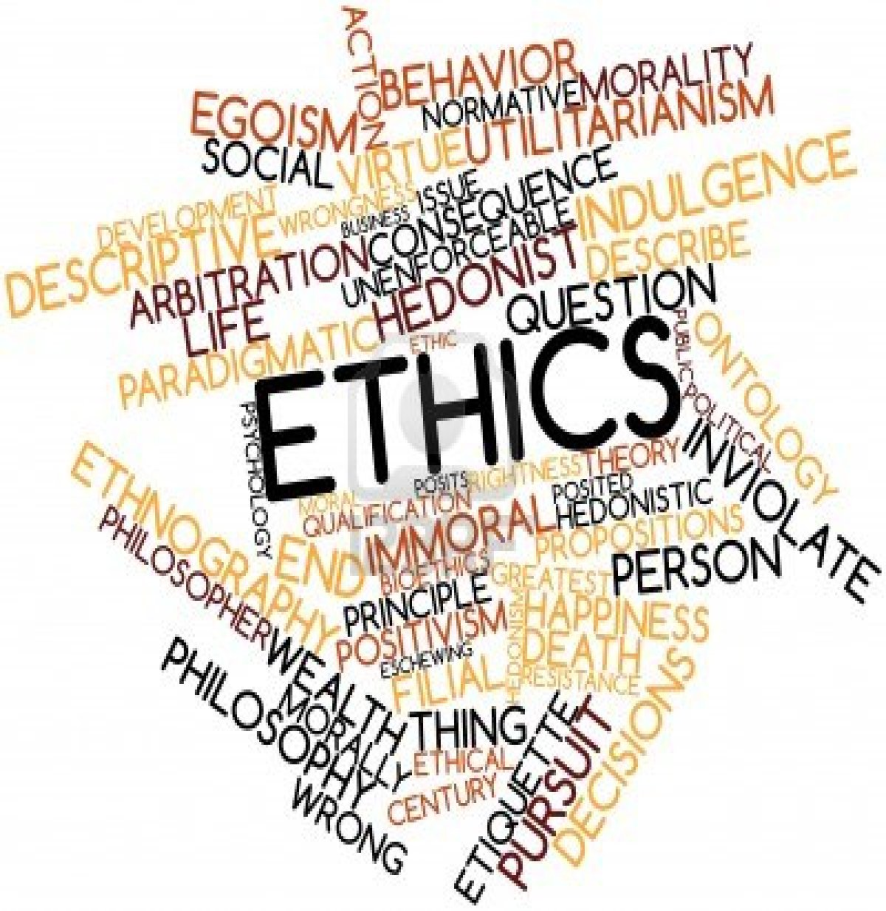 ACTION
BEHAVIOR
NORMATIVE
MORALITY
EGOISM
UTILITARIANISM
SOCIAL
VIRTUE
ISSUE
CONSEQUENCE
INDULGENCE
DEVELOPMENT
WRONGNESS
BUSINESS
UNENFORCEABLE
DESCRIPTIVE
ARBITRATION
HEDONIST
DESCRIBE
LIFE
QUESTION
PARADIGMATIC
ETHIC
PUBLIC
ONTOLOGY
ETHICS
POLITICAL
INVIOLATE
PSYCHOLOGY
ETHNOGRAPHY
MORAL
POSITS
RIGHTNESS
THEORY
POSITED
QUALIFICATION
HEDONISTIC
PHILOSOPHER
END
IMMORAL
PROPOSITIONS
BIOETHICS
GREATEST
PERSON
PRINCIPLE
HAPPINESS
HEDONISM
POSITIVISM
DEATH
ESCHEWING
WEALTH
FILIAL
RESISTANCE
PHILOSOPHY
MORALLY
THING
ETIQUETTE
DECISIONS
ETHICAL
PURSUIT
CENTURY
WRONG